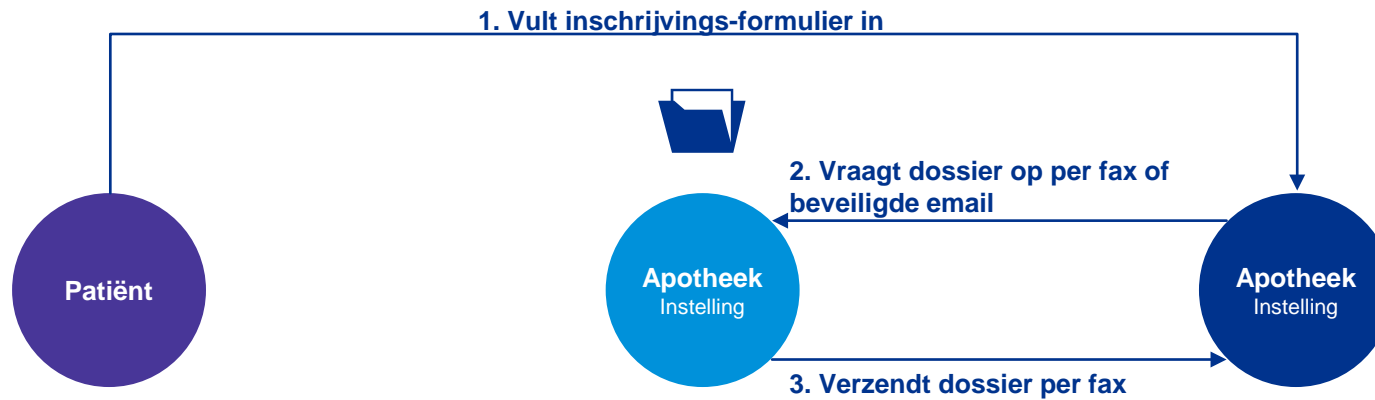 1. Vult inschrijvings-formulier in
2. Vraagt dossier op per fax of
beveiligde email
Patiënt
Apotheek
Instelling
Apotheek
Instelling
3. Verzendt dossier per fax